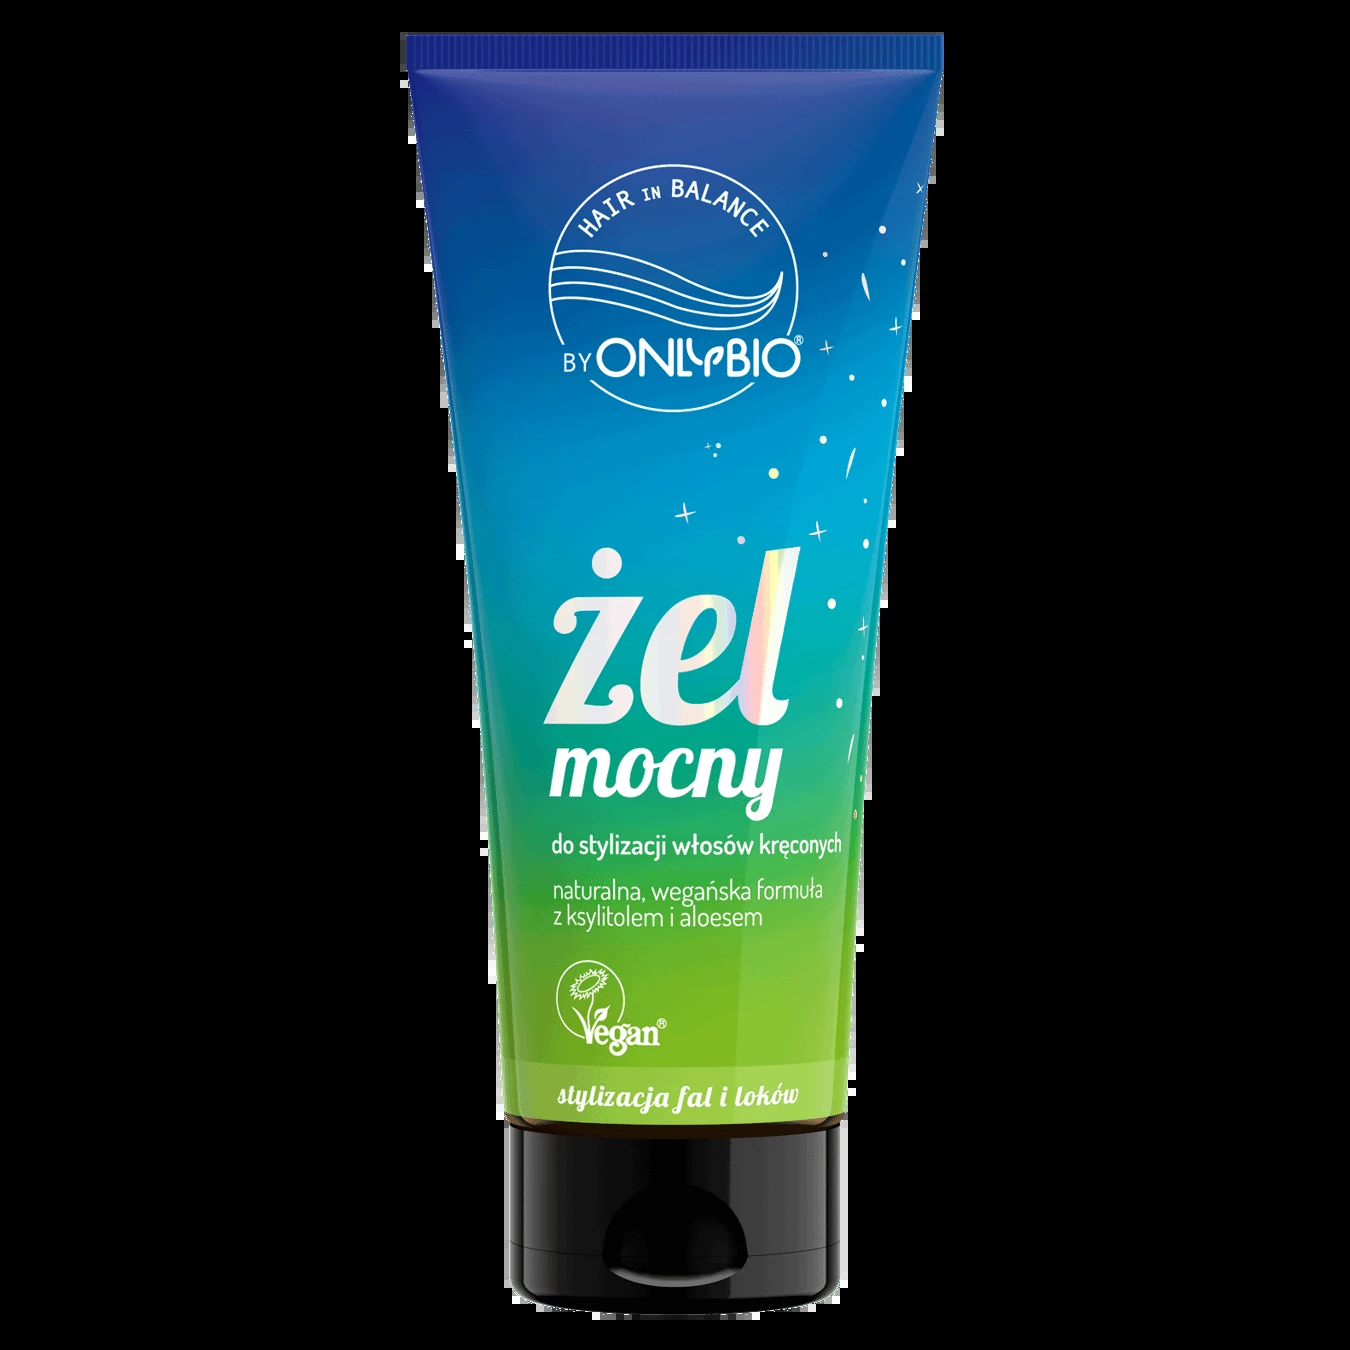 HAIR IN BALANCE
BY ONLYBIO®
żel
mocny
do stylizacji włosów kręconych
naturalna, wegańska formuła
z ksylitolem i aloesem
Vegan®
stylizacja fal i loków